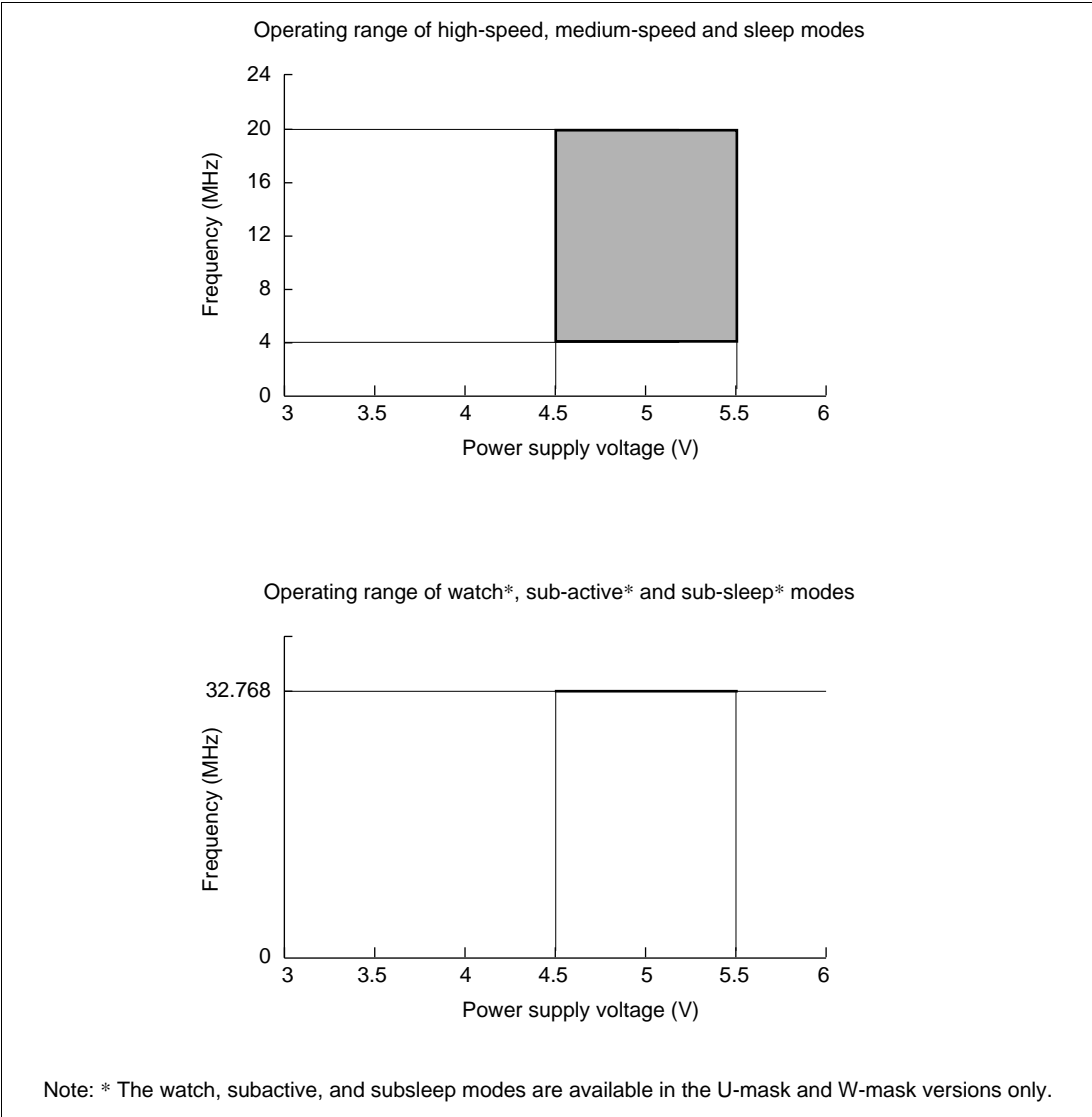 Operating range of high-speed, medium-speed and sleep modes
24
20
16
12
8
4
0
Frequency (MHz)
3 3.5 4 4.5 5 5.5 6
Power supply voltage (V)
Operating range of watch*, sub-active* and sub-sleep* modes
32.768
0
Frequency (MHz)
3 3.5 4 4.5 5 5.5 6
Power supply voltage (V)
Note: * The watch, subactive, and subsleep modes are available in the U-mask and W-mask versions only.